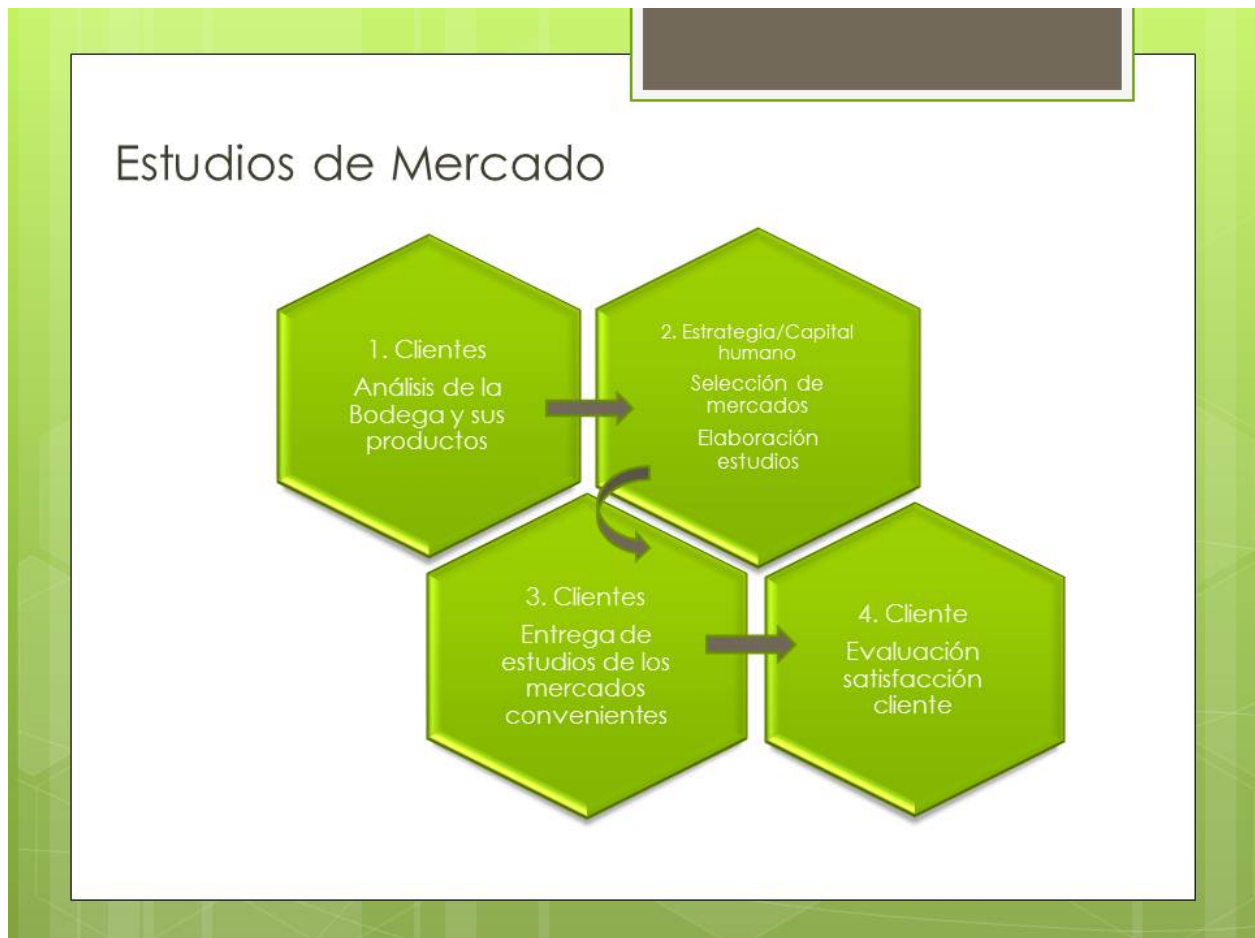 Estudios de Mercado
1. Clientes
Análisis de la
Bodega y sus
productos
2. Estrategia/Capital
humano
Selección de
mercados
Elaboración
estudios
3. Clientes
Entrega de
estudios de los
mercados
convenientes
4. Cliente
Evaluación
satisfacción
cliente